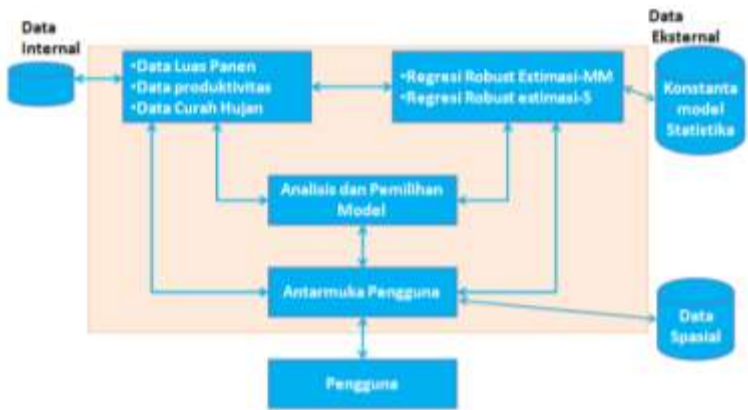 Data
Internal
Data
Eksternal
•Data Luas Panen
•Data produktivitas
•Data Curah Hujan
•Regresi Robust Estimasi-MM
•Regresi Robust estimasi-S
Konstanta
model
Statistika
Analisis dan Pemilihan
Model
Antarmuka Pengguna
Data
Spasial
Pengguna